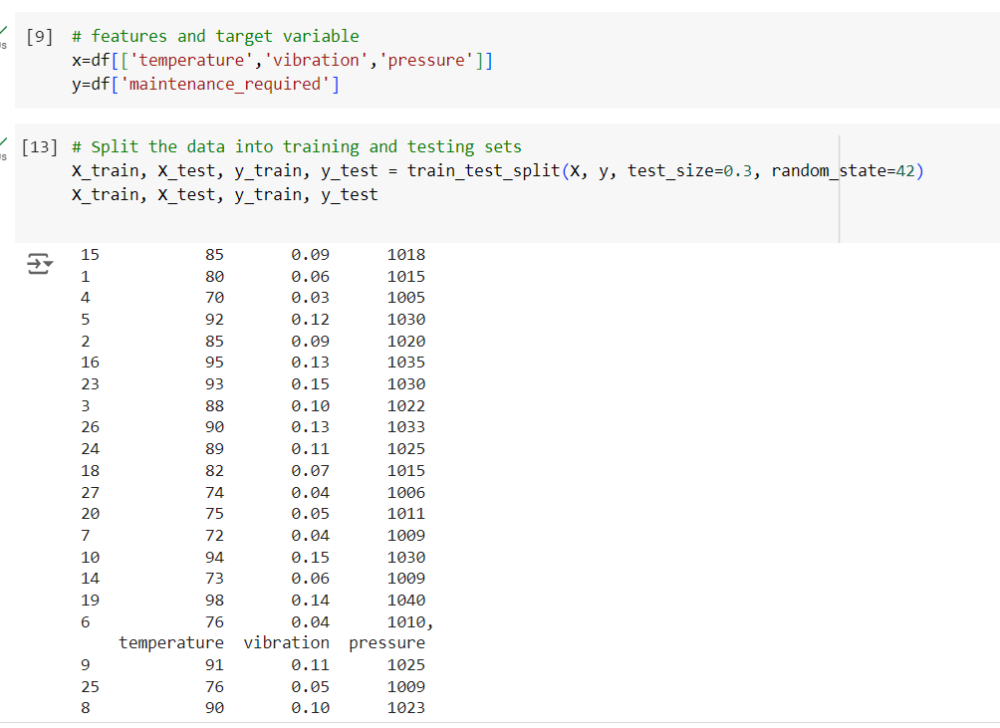 [9] # features and target variable
x=df[['temperature','vibration','pressure']]
y=df['maintenance_required']
[13] # Split the data into training and testing sets
X_train, X_test, y_train, y_test = train_test_split(X, y, test_size=0.3, random_state=42)
X_train, X_test, y_train, y_test
15 85 0.09 1018
1 80 0.06 1015
4 70 0.03 1005
5 92 0.12 1030
2 85 0.09 1020
16 95 0.13 1035
23 93 0.15 1030
3 88 0.10 1022
26 90 0.13 1033
24 89 0.11 1025
18 82 0.07 1015
27 74 0.04 1006
20 75 0.05 1011
7 72 0.04 1009
10 94 0.15 1030
14 73 0.06 1009
19 98 0.14 1040
6 76 0.04 1010,
temperature vibration pressure
9 91 0.11 1025
25 76 0.05 1009
8 90 0.10 1023